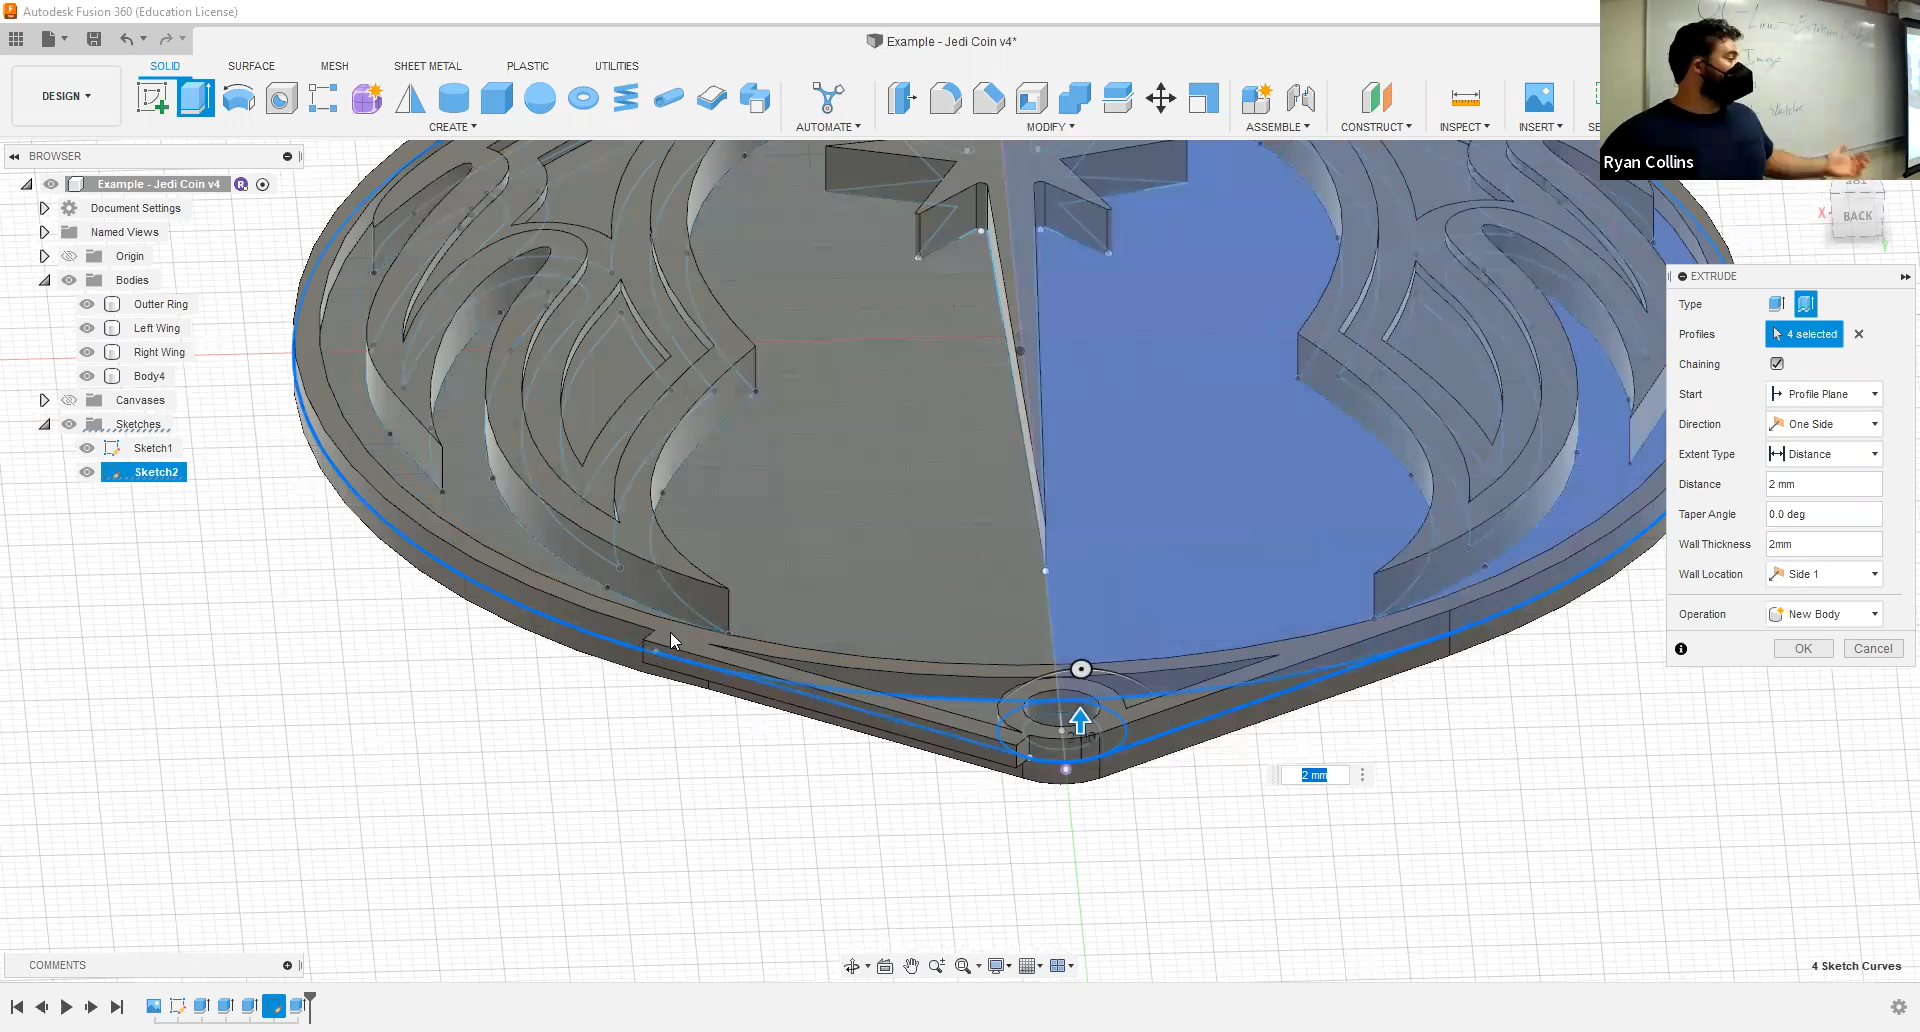 Autodesk Fusion 360 (Education License)
Example - Jedi Coin v4*
SOLID SURFACE MESH SHEET METAL PLASTIC UTILITIES
DESIGN
CREATE AUTOMATE MODIFY ASSEMBLE CONSTRUCT INSPECT INSERT SE
Image
Sketches
Ryan Collins
BROWSER
Example - Jedi Coin v4
Document Settings
Named Views
Origin
Bodies
Outter Ring
Left Wing
Right Wing
Body4
Canvases
Sketches
Sketch1
Sketch2
X
BACK
EXTRUDE
Type
Profiles 4 selected
Chaining
Start Profile Plane
Direction One Side
Extent Type Distance
Distance 2 mm
Taper Angle 0.0 deg
Wall Thickness 2mm
Wall Location Side 1
Operation New Body
OK Cancel
2 mm
COMMENTS
4 Sketch Curves